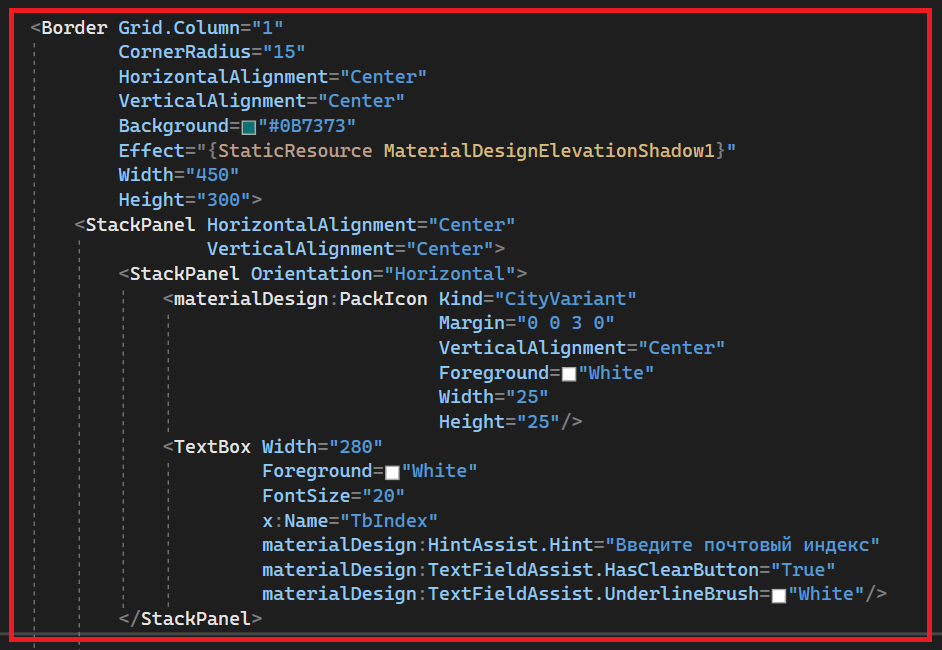 <Border Grid.Column="1"
CornerRadius="15"
HorizontalAlignment="Center"
VerticalAlignment="Center"
Background="#0B7373"
Effect="{StaticResource MaterialDesignElevationShadow1}"
Width="450"
Height="300">
<StackPanel HorizontalAlignment="Center"
VerticalAlignment="Center">
<StackPanel Orientation="Horizontal">
<materialDesign:PackIcon Kind="CityVariant"
Margin="0 0 3 0"
VerticalAlignment="Center"
Foreground="White"
Width="25"
Height="25"/>
<TextBox Width="280"
Foreground="White"
FontSize="20"
x:Name="TbIndex"
materialDesign:HintAssist.Hint="Введите почтовый индекс"
materialDesign:TextFieldAssist.HasClearButton="True"
materialDesign:TextFieldAssist.UnderlineBrush="White"/>
</StackPanel>